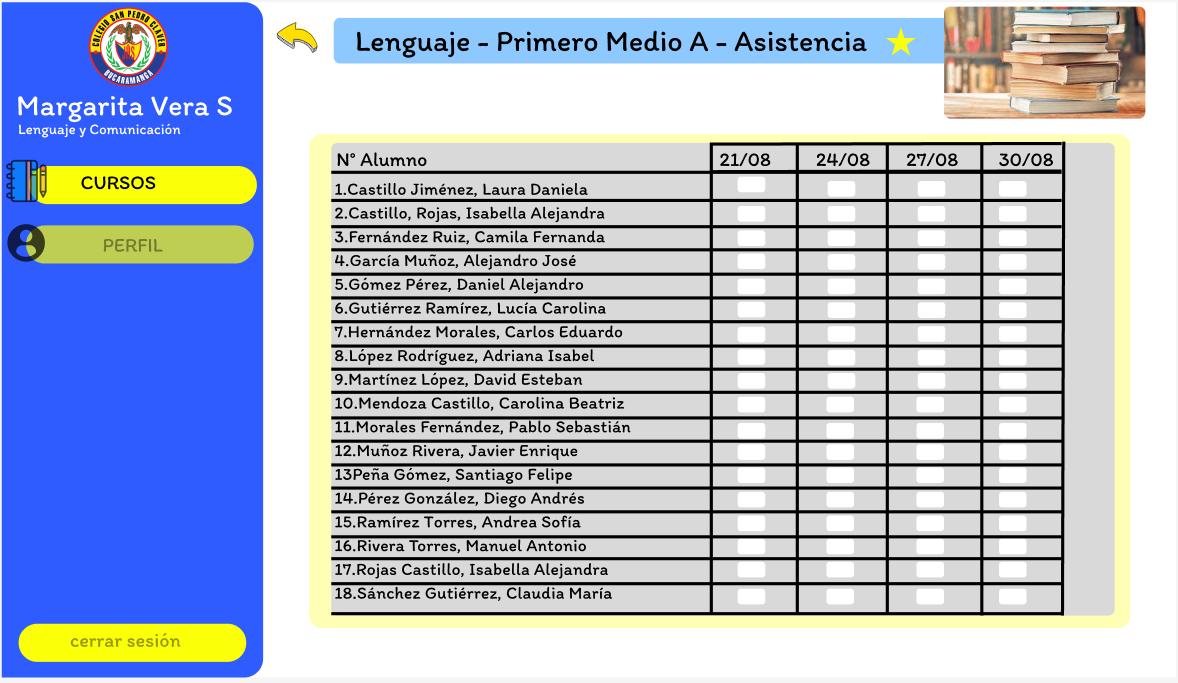 COLEGIO SAN PEDRO CLAVER
BUCARAMANGA
Margarita Vera S
Lenguaje y Comunicación
CURSOS
PERFIL
cerrar sesión
Lenguaje - Primero Medio A - Asistencia
N° Alumno 21/08 24/08 27/08 30/08
1.Castillo Jiménez, Laura Daniela
2.Castillo, Rojas, Isabella Alejandra
3.Fernández Ruiz, Camila Fernanda
4.García Muñoz, Alejandro José
5.Gómez Pérez, Daniel Alejandro
6.Gutiérrez Ramírez, Lucía Carolina
7.Hernández Morales, Carlos Eduardo
8.López Rodríguez, Adriana Isabel
9.Martínez López, David Esteban
10.Mendoza Castillo, Carolina Beatriz
11.Morales Fernández, Pablo Sebastián
12.Muñoz Rivera, Javier Enrique
13Peña Gómez, Santiago Felipe
14.Pérez González, Diego Andrés
15.Ramírez Torres, Andrea Sofía
16.Rivera Torres, Manuel Antonio
17.Rojas Castillo, Isabella Alejandra
18.Sánchez Gutiérrez, Claudia María